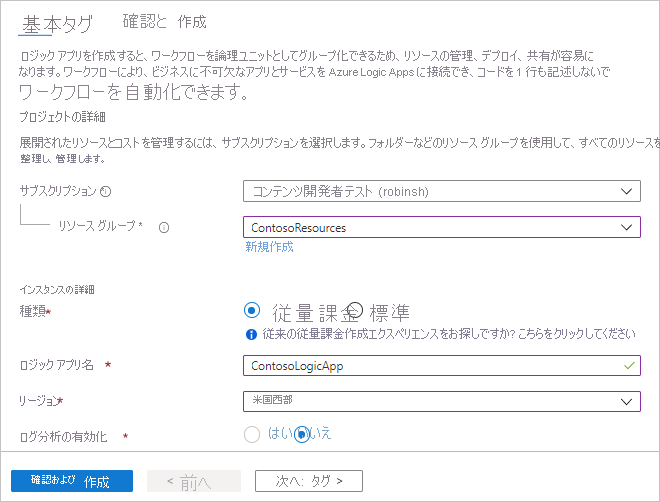 基本タグ 確認と 作成
ロジック アプリを作成すると、ワークフローを論理ユニットとしてグループ化できるため、リソースの管理、デプロイ、共有が容易に
なります。ワークフローにより、ビジネスに不可欠なアプリとサービスを Azure Logic Apps に接続でき、コードを 1 行も記述しないで
ワークフローを自動化できます。
プロジェクトの詳細
展開されたリソースとコストを管理するには、サブスクリプションを選択します。フォルダーなどのリソース グループを使用して、すべてのリソースを
整理し、管理します。
サブスクリプション * コンテンツ開発者テスト (robinsh)
リソース グループ * ContosoResources
新規作成
インスタンスの詳細
種類* 従量課金 標準
従来の従量課金作成エクスペリエンスをお探しですか? こちらをクリックしてください
ロジック アプリ名 * ContosoLogicApp
リージョン* 米国西部
ログ分析の有効化 * はい いいえ
確認および 作成 < 前へ 次へ: タグ >